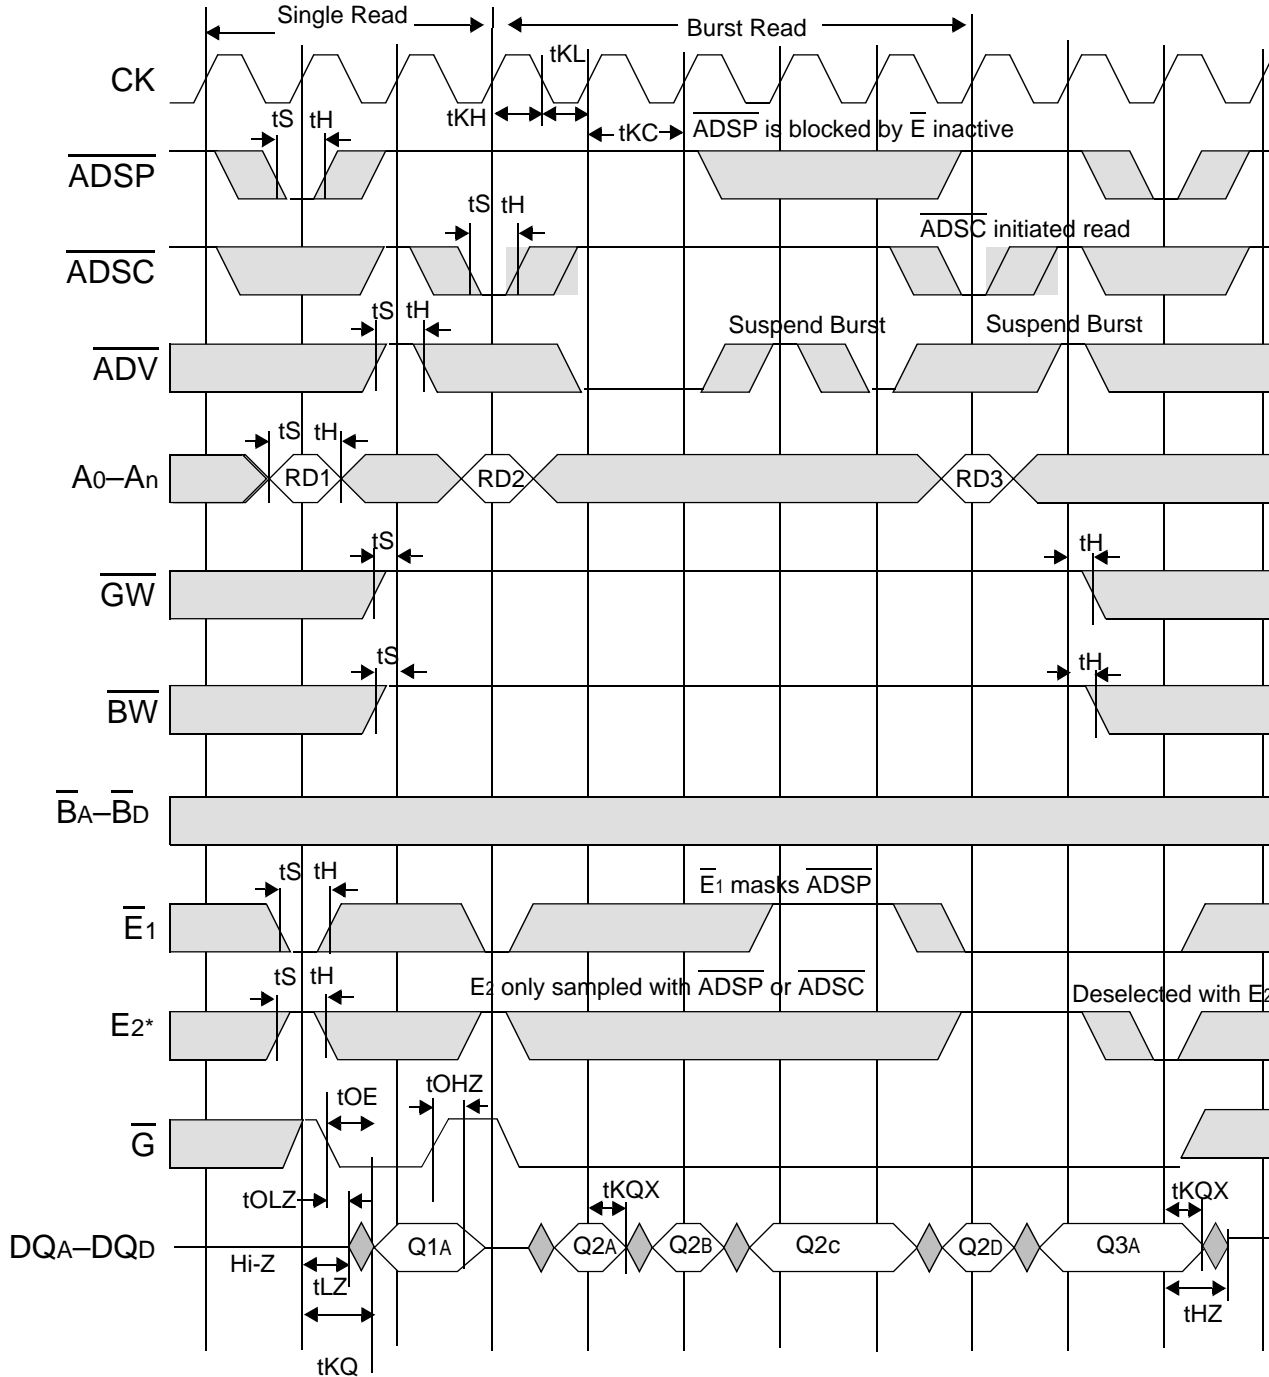 Single Read
Burst Read
CK
tKL
tKH
tKC
ADSP is blocked by E inactive
tS tH
ADSP
tS tH
ADSC initiated read
ADSC
tS tH
Suspend Burst
Suspend Burst
ADV
tS tH
A0–An
RD1
RD2
RD3
tS
tH
GW
tS
tH
BW
BA–BD
tS tH
E1 masks ADSP
E1
tS tH
E2 only sampled with ADSP or ADSC
Deselected with E2
E2*
tOE
tOHZ
G
tOLZ
tKQX
tKQX
DQA–DQD
Hi-Z
Q1A
Q2A
Q2B
Q2c
Q2D
Q3A
tLZ
tHZ
tKQ